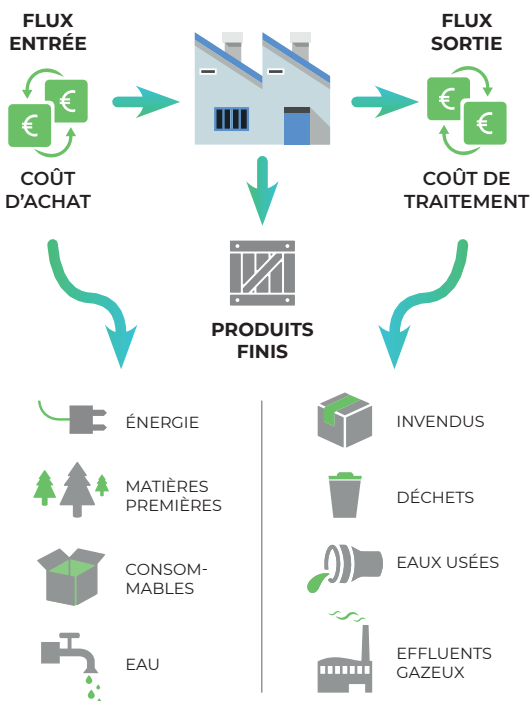 FLUX
ENTRÉE
€
€
COÛT
D'ACHAT
FLUX
SORTIE
€
€
COÛT DE
TRAITEMENT
PRODUITS
FINIS
ÉNERGIE
MATIÈRES
PREMIÈRES
CONSOM-
MABLES
EAU
INVENDUS
DÉCHETS
EAUX USÉES
EFFLUENTS
GAZEUX